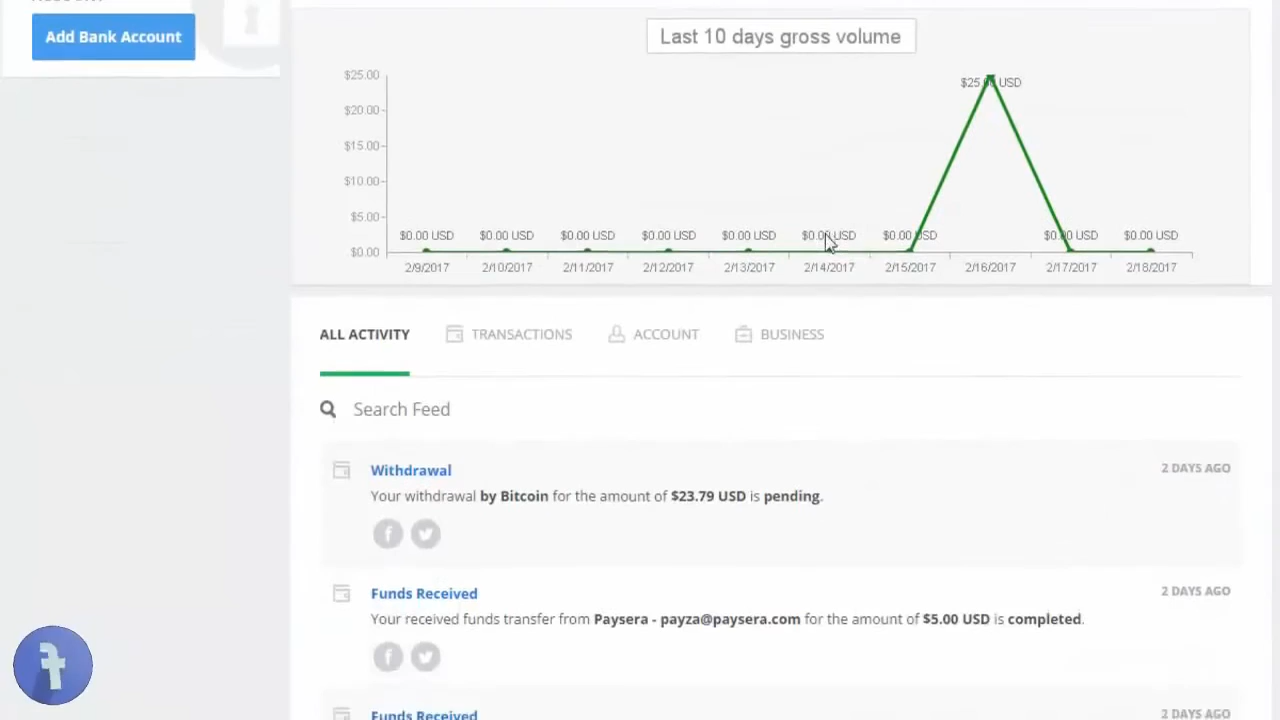 Add Bank Account
Last 10 days gross volume
$25.00
$20.00
$15.00
$10.00
$5.00
$0.00
$0.00 USD $0.00 USD $0.00 USD $0.00 USD $0.00 USD $0.00 USD $0.00 USD $25.00 USD $0.00 USD $0.00 USD
2/9/2017 2/10/2017 2/11/2017 2/12/2017 2/13/2017 2/14/2017 2/15/2017 2/16/2017 2/17/2017 2/18/2017
ALL ACTIVITY TRANSACTIONS ACCOUNT BUSINESS
Search Feed
Withdrawal 2 DAYS AGO
Your withdrawal by Bitcoin for the amount of $23.79 USD is pending.
Funds Received 2 DAYS AGO
Your received funds transfer from Paysera - payza@paysera.com for the amount of $5.00 USD is completed.
Funds Received 2 DAYS AGO